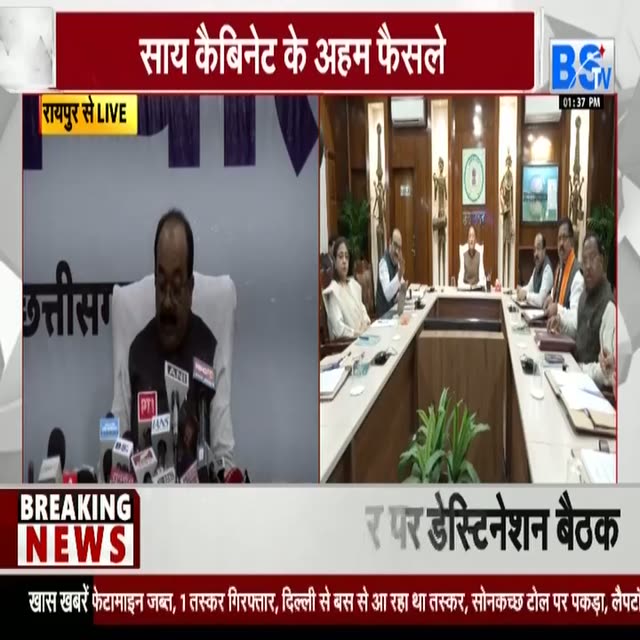 साय कैबिनेट के अहम फैसले
BS TV
01:37 PM
रायपुर से LIVE
छत्तीसग
ANI
PTI
IANS
BS
BREAKING
NEWS
र पर डेस्टिनेशन बैठक
खास खबरें
केटामाइन जब्त, 1 तस्कर गिरफ्तार, दिल्ली से बस से आ रहा था तस्कर, सोनकच्छ टोल पर पकड़ा, लैपटॉ